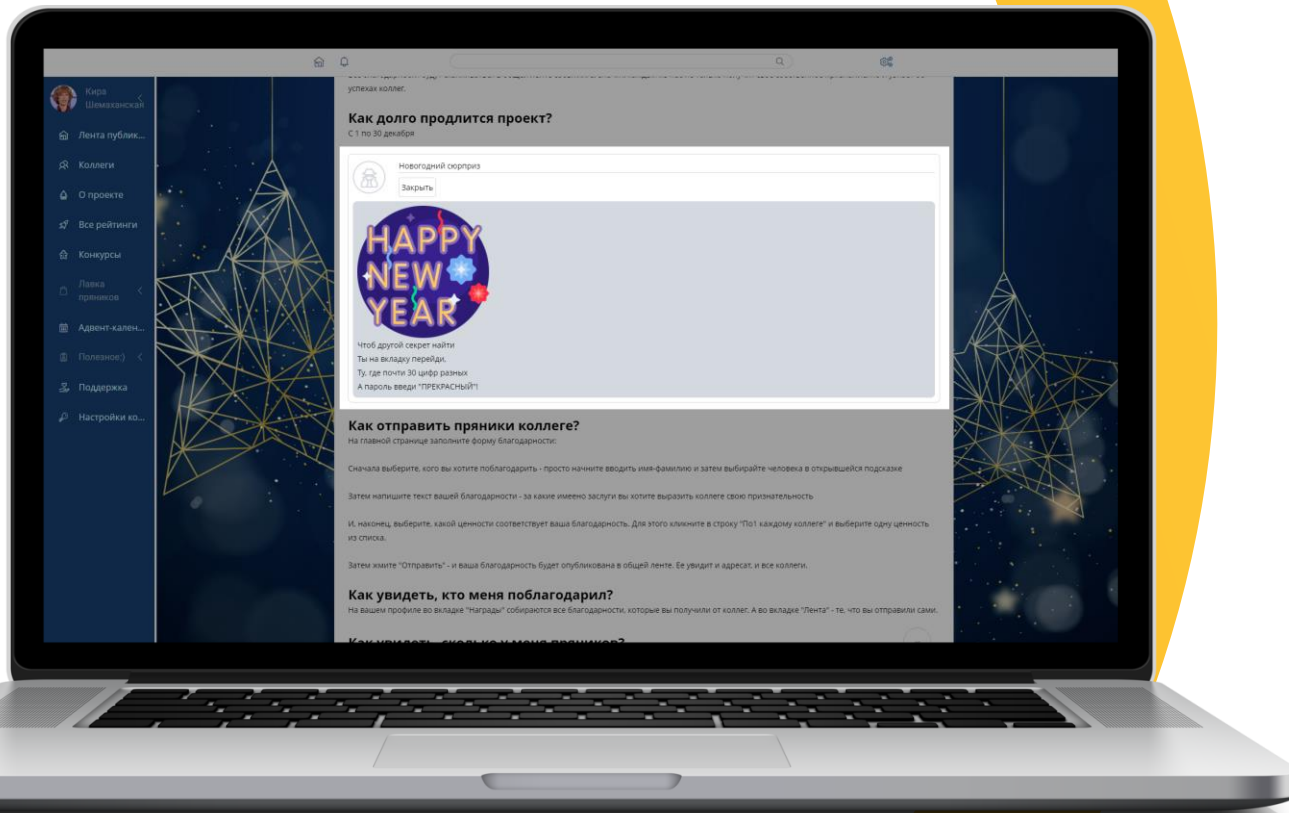 Кира
Шемаханская
Лента публик...
Коллеги
О проекте
Все рейтинги
Конкурсы
Лавка
пряников
Адвент-кален...
Полезное:)
Поддержка
Настройки ко...
успехах коллег.
Как долго продлится проект?
С 1 по 30 декабря
Новогодний сюрприз
Закрыть
HAPPY
NEW
YEAR
Чтоб другой секрет найти
Ты на вкладку перейди.
Ту, где почти 30 цифр разных
А пароль введи "ПРЕКРАСНЫЙ"!
Как отправить пряники коллеге?
На главной странице заполните форму благодарности:
Сначала выберите, кого вы хотите поблагодарить - просто начните вводить имя-фамилию и затем выбирайте человека в открывшейся подсказке
Затем напишите текст вашей благодарности - за какие имеено заслуги вы хотите выразить коллеге свою признательность
И, наконец, выберите, какой ценности соответствует ваша благодарность. Для этого кликните в строку "По1 каждому коллеге" и выберите одну ценность
из списка.
Затем жмите "Отправить" - и ваша благодарность будет опубликована в общей ленте. Ее увидит и адресат, и все коллеги.
Как увидеть, кто меня поблагодарил?
На вашем профиле во вкладке "Награды" собираются все благодарности, которые вы получили от коллег. А во вкладке "Лента" - те, что вы отправили сами.
Как увидеть, сколько у меня пряников?